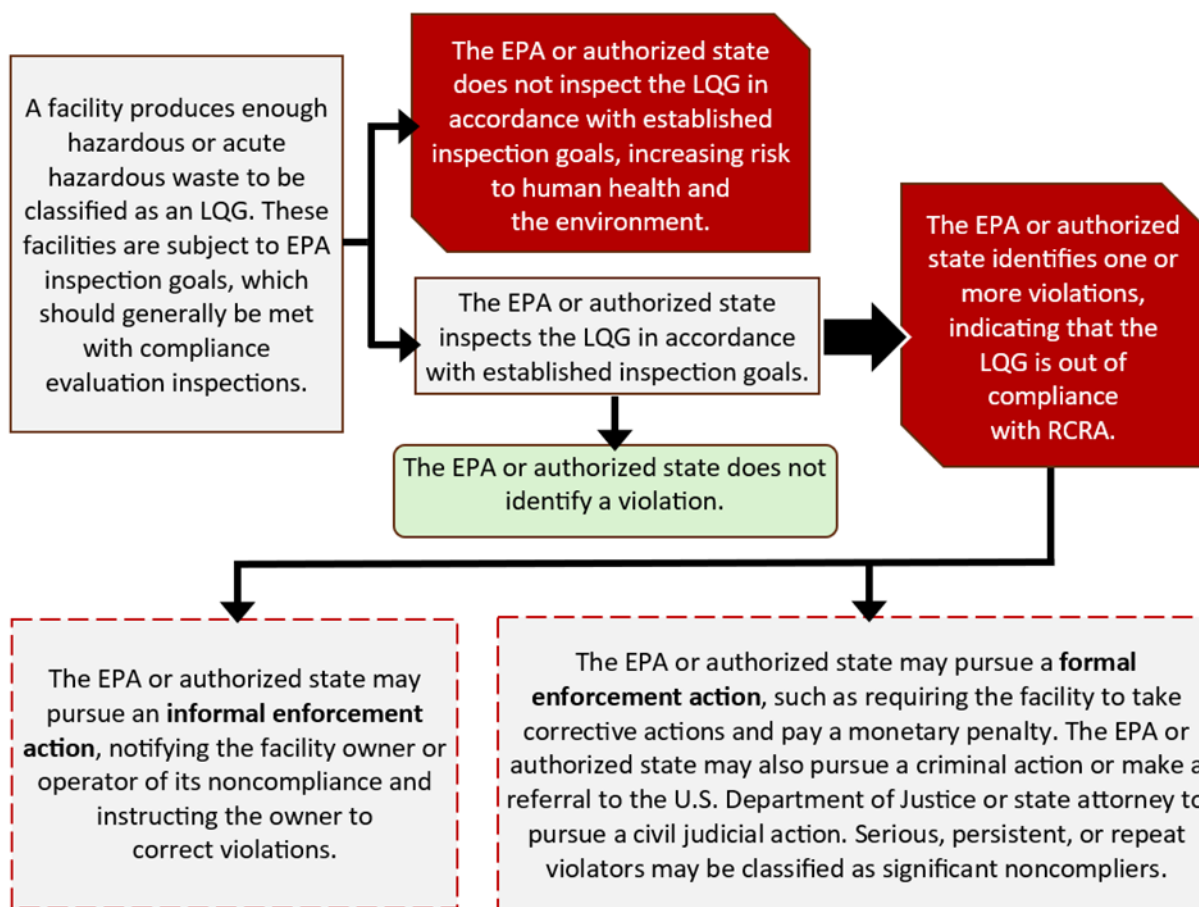 A facility produces enough
hazardous or acute
hazardous waste to be
classified as an LQG. These
facilities are subject to EPA
inspection goals, which
should generally be met
with compliance
evaluation inspections.
The EPA or authorized state
does not inspect the LQG in
accordance with established
inspection goals, increasing risk
to human health and
the environment.
The EPA or authorized state
inspects the LQG in accordance
with established inspection goals.
The EPA or authorized state does not
identify a violation.
The EPA or authorized
state identifies one or
more violations,
indicating that the
LQG is out of
compliance
with RCRA.
The EPA or authorized state may
pursue an informal enforcement
action, notifying the facility owner or
operator of its noncompliance and
instructing the owner to
correct violations.
The EPA or authorized state may pursue a formal
enforcement action, such as requiring the facility to take
corrective actions and pay a monetary penalty. The EPA or
authorized state may also pursue a criminal action or make a
referral to the U.S. Department of Justice or state attorney to
pursue a civil judicial action. Serious, persistent, or repeat
violators may be classified as significant noncompliers.